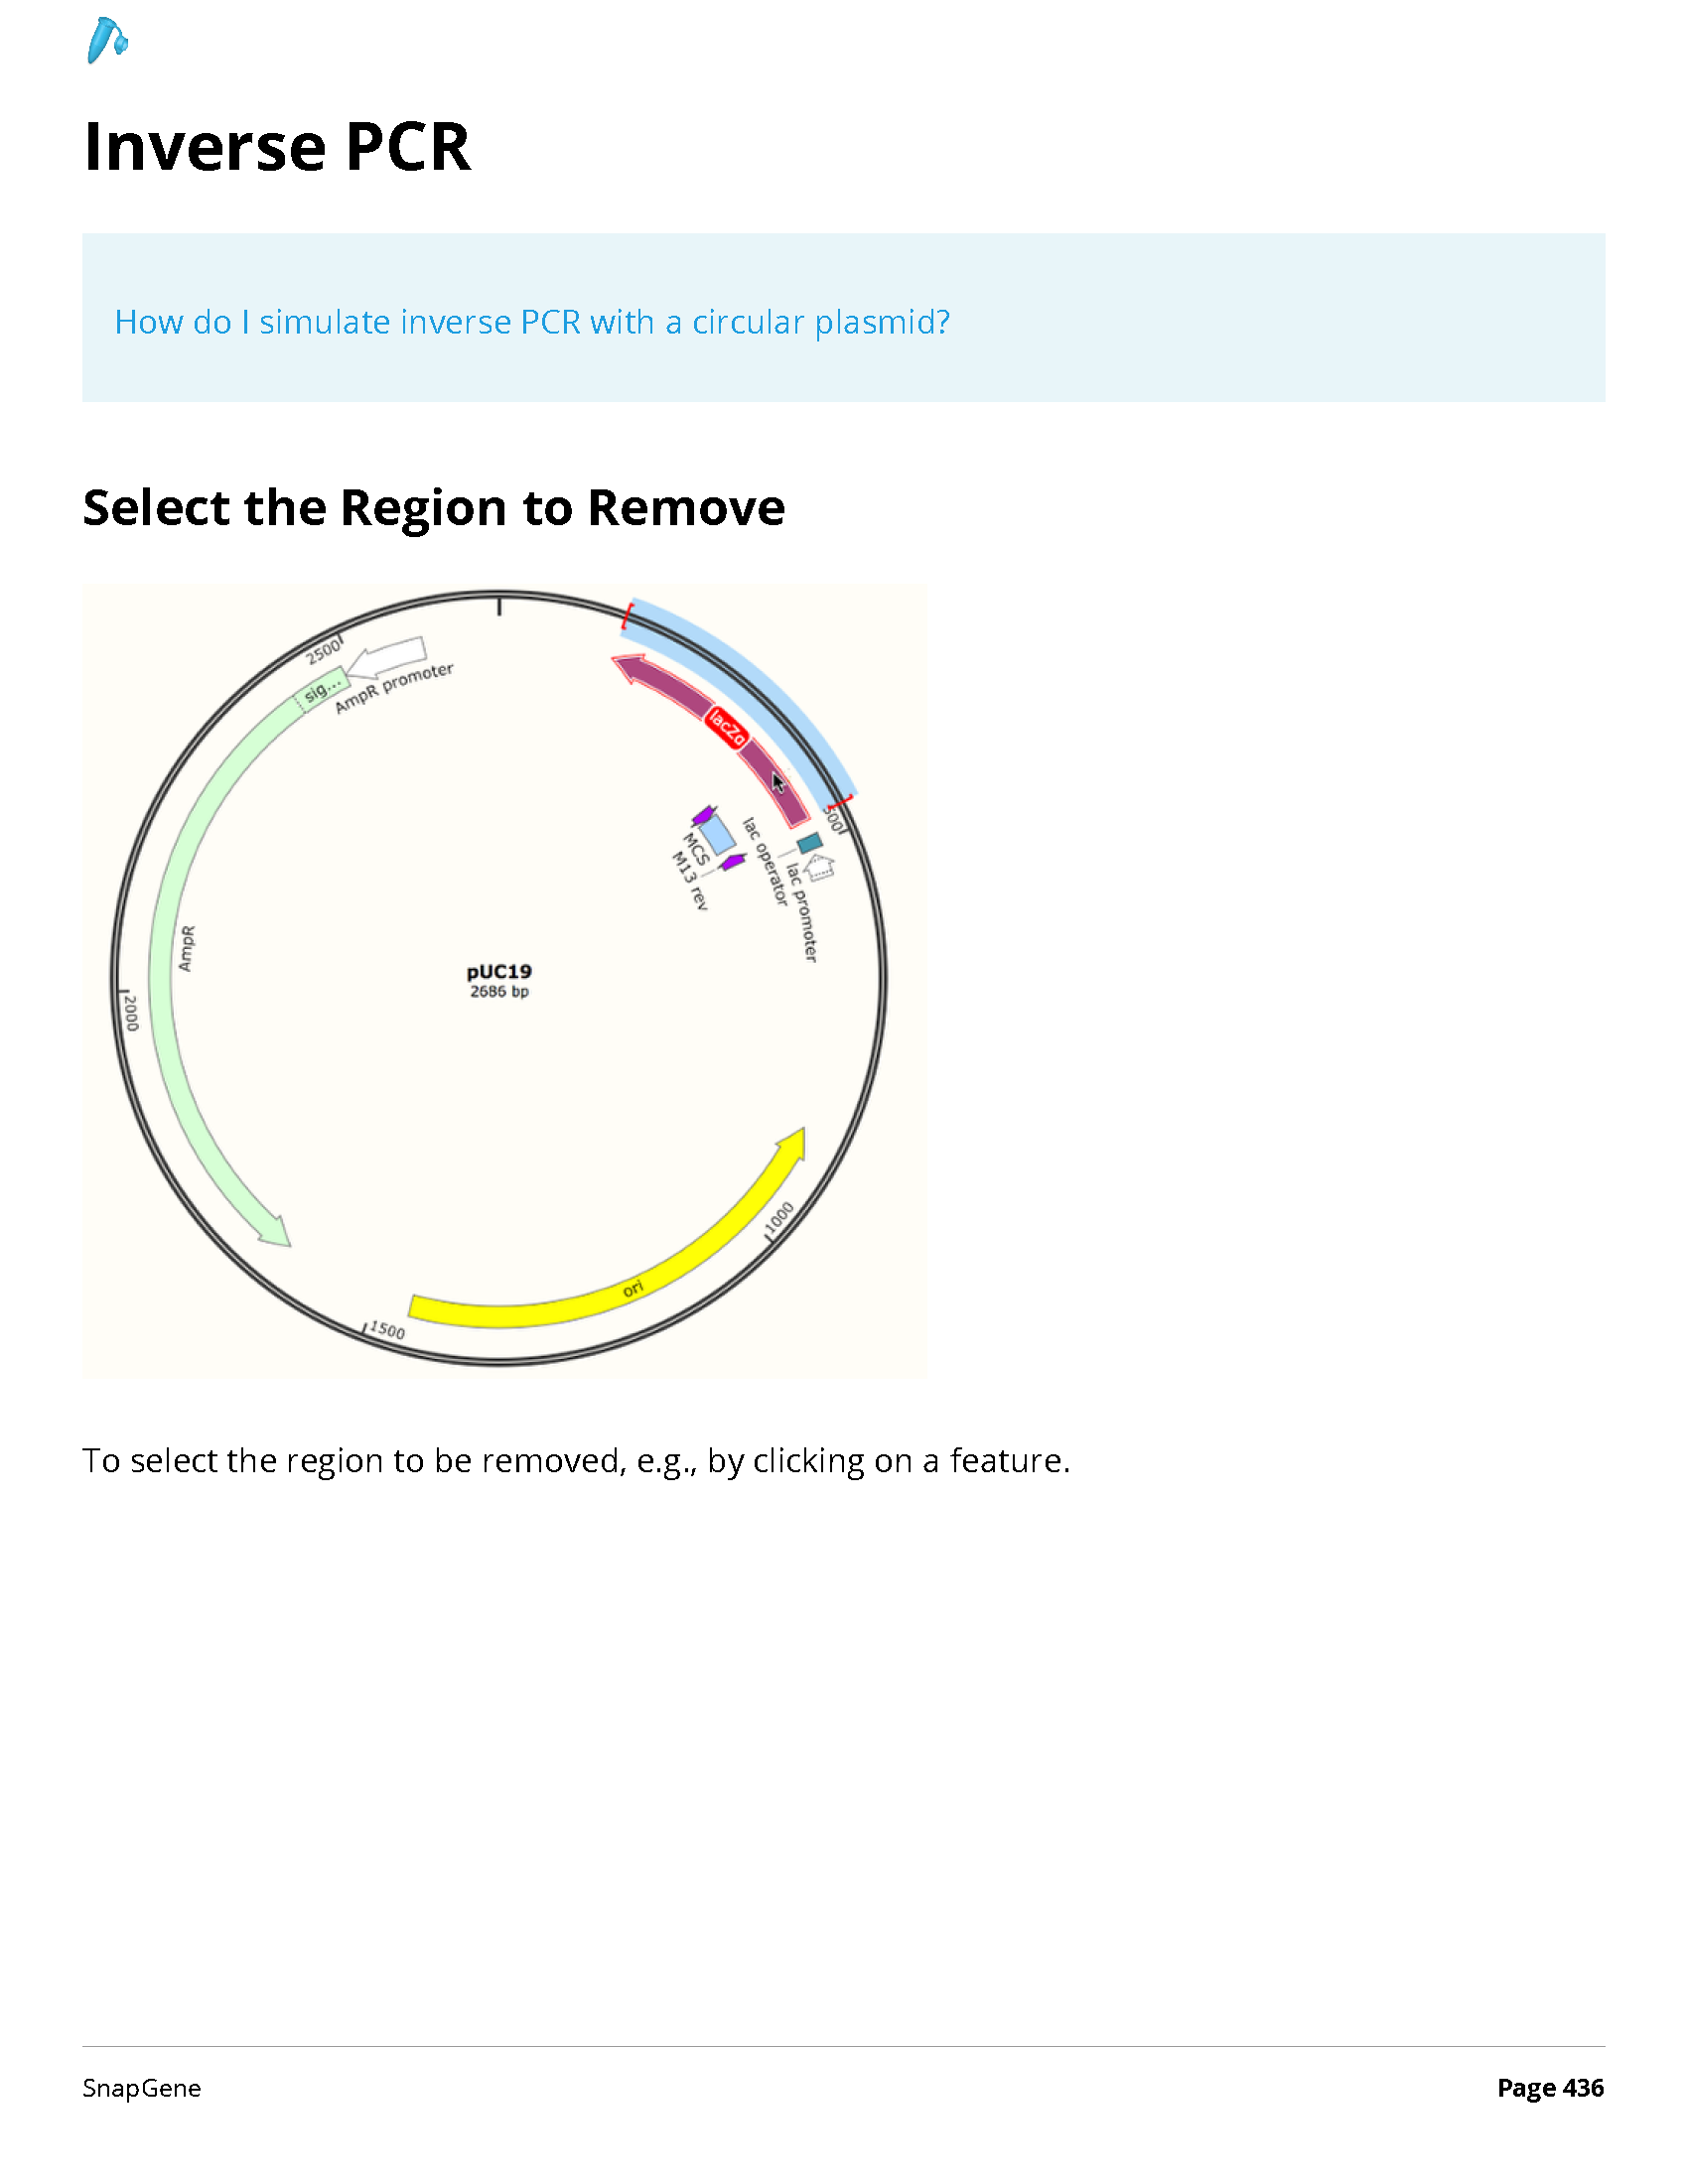 Inverse PCR
How do I simulate inverse PCR with a circular plasmid?
Select the Region to Remove
2500
sig...
AmpR promoter
lacZα
500
MCS
M13 rev
lac operator
lac promoter
AmpR
pUC19
2686 bp
2000
1000
ori
1500
To select the region to be removed, e.g., by clicking on a feature.
SnapGene
Page 436